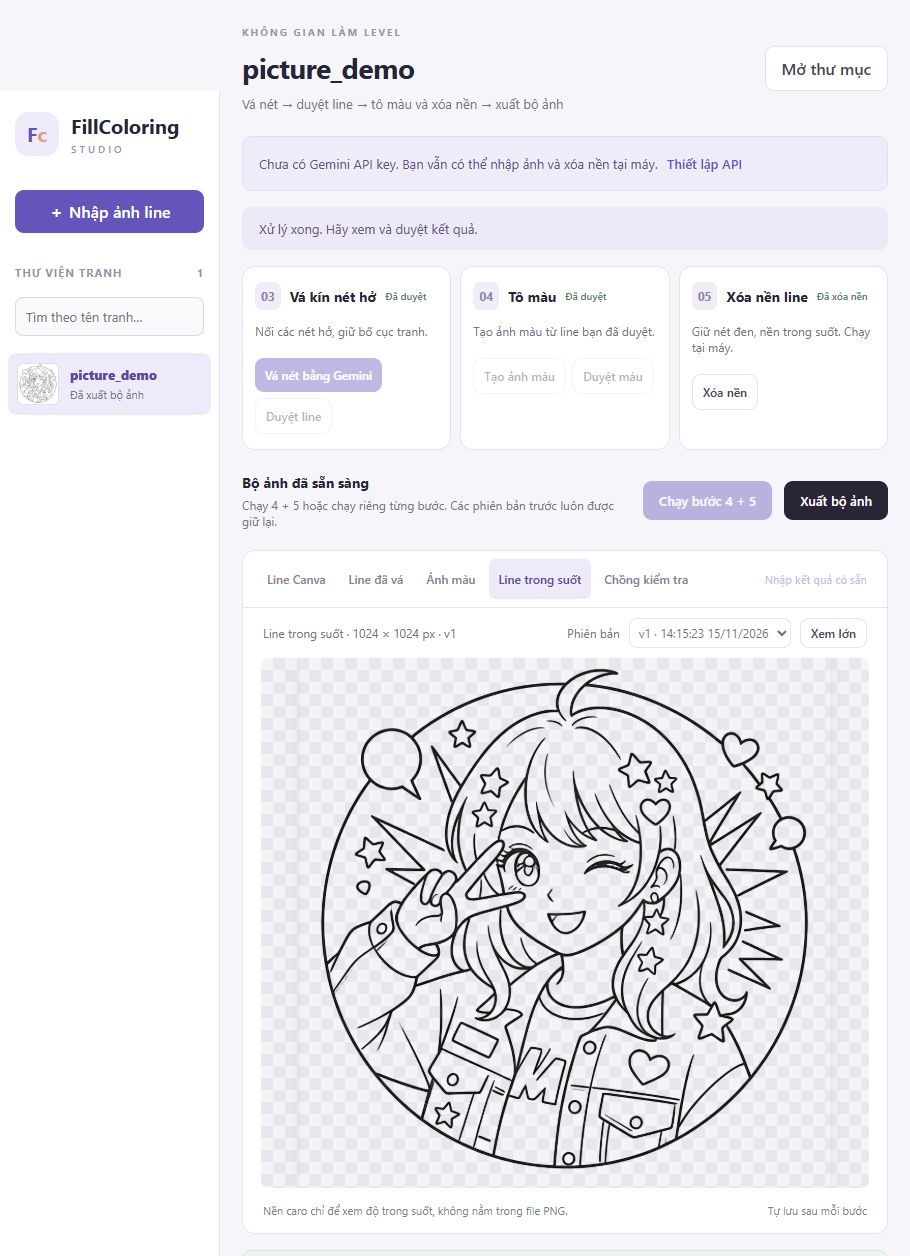 KHÔNG GIAN LÀM LEVEL
picture_demo
Mở thư mục
Vá nét → duyệt line → tô màu và xóa nền → xuất bộ ảnh
Fc
FillColoring
STUDIO
+ Nhập ảnh line
THƯ VIỆN TRANH 1
Tìm theo tên tranh...
picture_demo
Đã xuất bộ ảnh
Chưa có Gemini API key. Bạn vẫn có thể nhập ảnh và xóa nền tại máy. Thiết lập API
Xử lý xong. Hãy xem và duyệt kết quả.
03 Vá kín nét hở Đã duyệt
Nối các nét hở, giữ bố cục tranh.
Vá nét bằng Gemini
Duyệt line
04 Tô màu Đã duyệt
Tạo ảnh màu từ line bạn đã duyệt.
Tạo ảnh màu Duyệt màu
05 Xóa nền line Đã xóa nền
Giữ nét đen, nền trong suốt. Chạy
tại máy.
Xóa nền
Bộ ảnh đã sẵn sàng
Chạy 4 + 5 hoặc chạy riêng từng bước. Các phiên bản trước luôn được
giữ lại.
Chạy bước 4 + 5 Xuất bộ ảnh
Line Canva Line đã vá Ảnh màu Line trong suốt Chồng kiểm tra Nhập kết quả có sẵn
Line trong suốt · 1024 × 1024 px · v1 Phiên bản v1 · 14:15:23 15/11/2026 Xem lớn
M
Nền caro chỉ để xem độ trong suốt, không nằm trong file PNG. Tự lưu sau mỗi bước